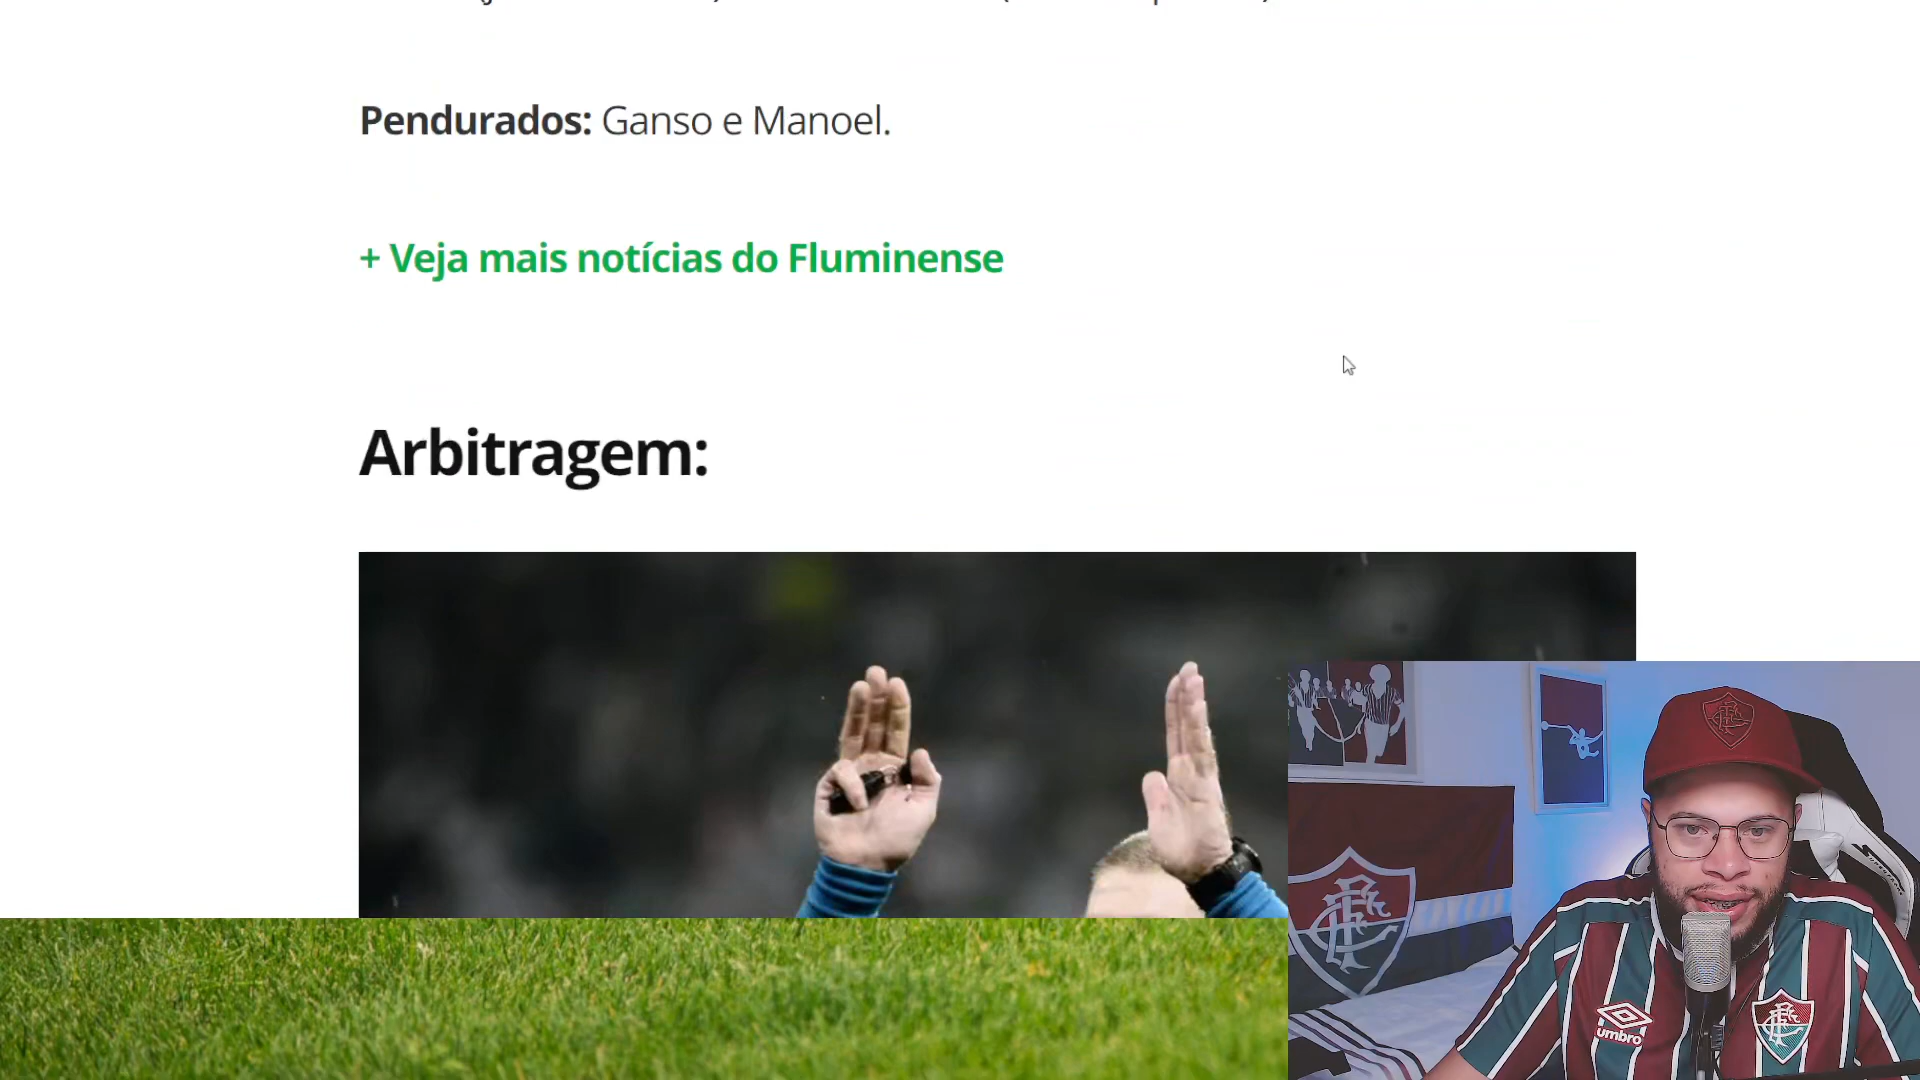 Pendurados: Ganso e Manoel.
+ Veja mais notícias do Fluminense
Arbitragem:
umbro